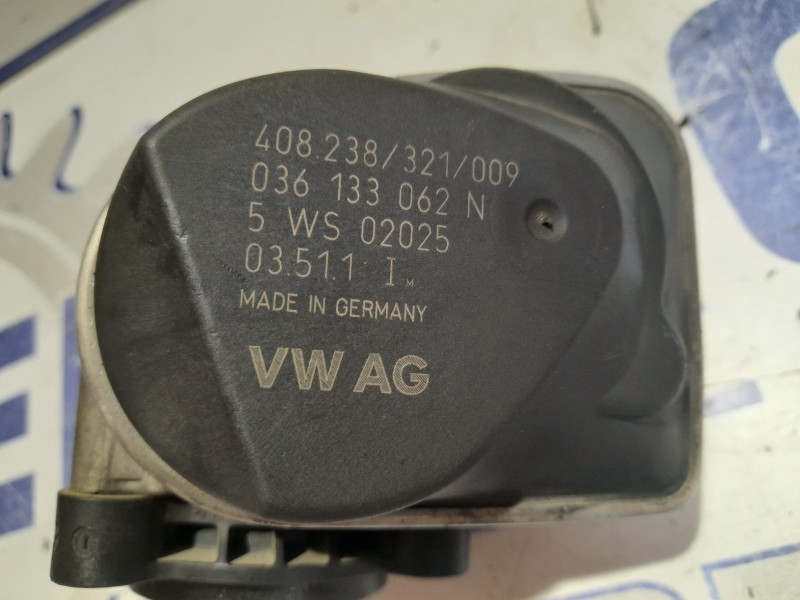 408.238/321/009
036 133 062 N
5 WS 02025
03.51.1 I M
MADE IN GERMANY
VW AG